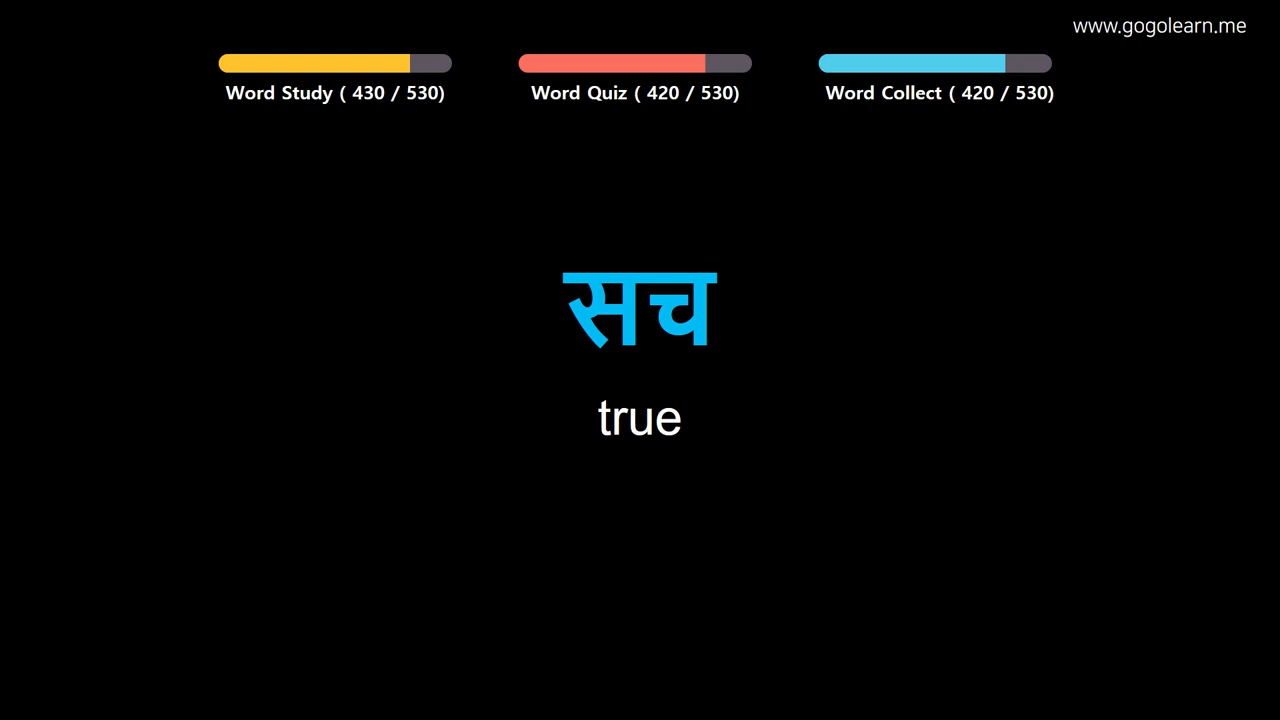 www.gogolearn.me
Word Study ( 430 / 530)
Word Quiz ( 420 / 530)
Word Collect ( 420 / 530)
सच
true